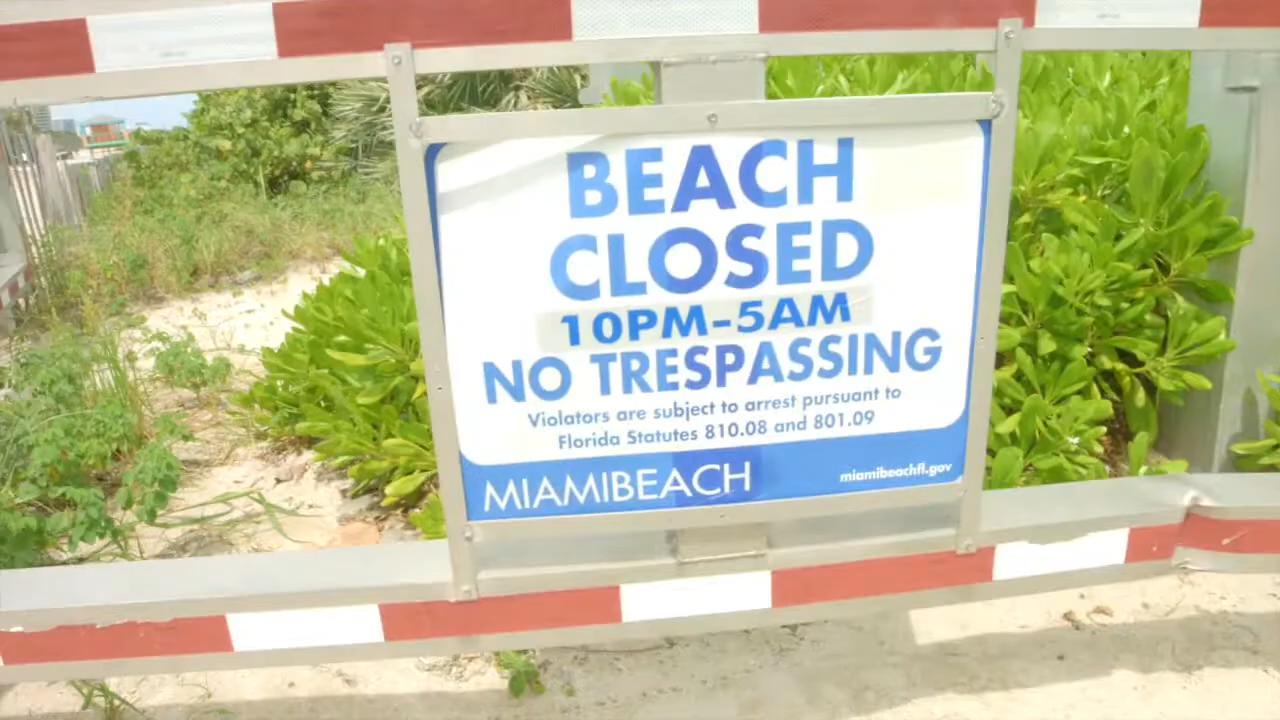 BEACH
CLOSED
10PM-5AM
NO TRESPASSING
Violators are subject to arrest pursuant to
Florida Statutes 810.08 and 801.09
MIAMIBEACH
miamibeachfl.gov